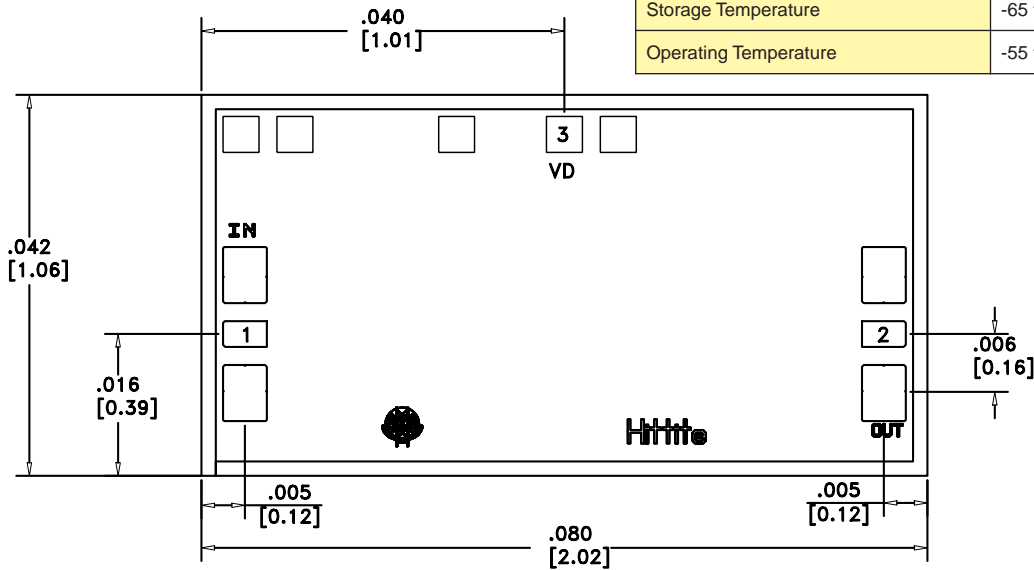 Storage Temperature -65
Operating Temperature -55
.040
[1.01]
3
VD
IN
.042
[1.06]
1
2
.006
[0.16]
.016
[0.39]
Hittite
OUT
.005
[0.12]
.005
[0.12]
.080
[2.02]